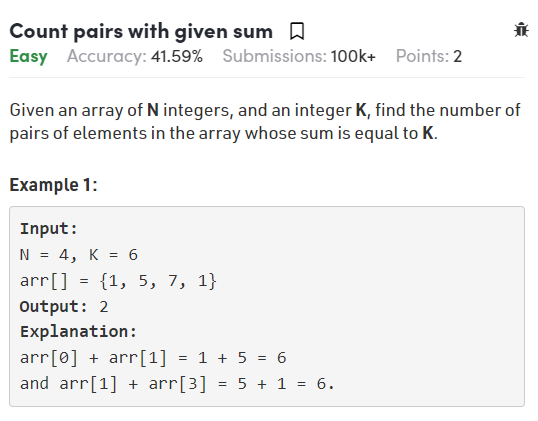 Count pairs with given sum
Easy Accuracy: 41.59% Submissions: 100k+ Points: 2
Given an array of N integers, and an integer K, find the number of
pairs of elements in the array whose sum is equal to K.
Example 1:
Input:
N = 4, K = 6
arr[] = {1, 5, 7, 1}
Output: 2
Explanation:
arr[0] + arr[1] = 1 + 5 = 6
and arr[1] + arr[3] = 5 + 1 = 6.